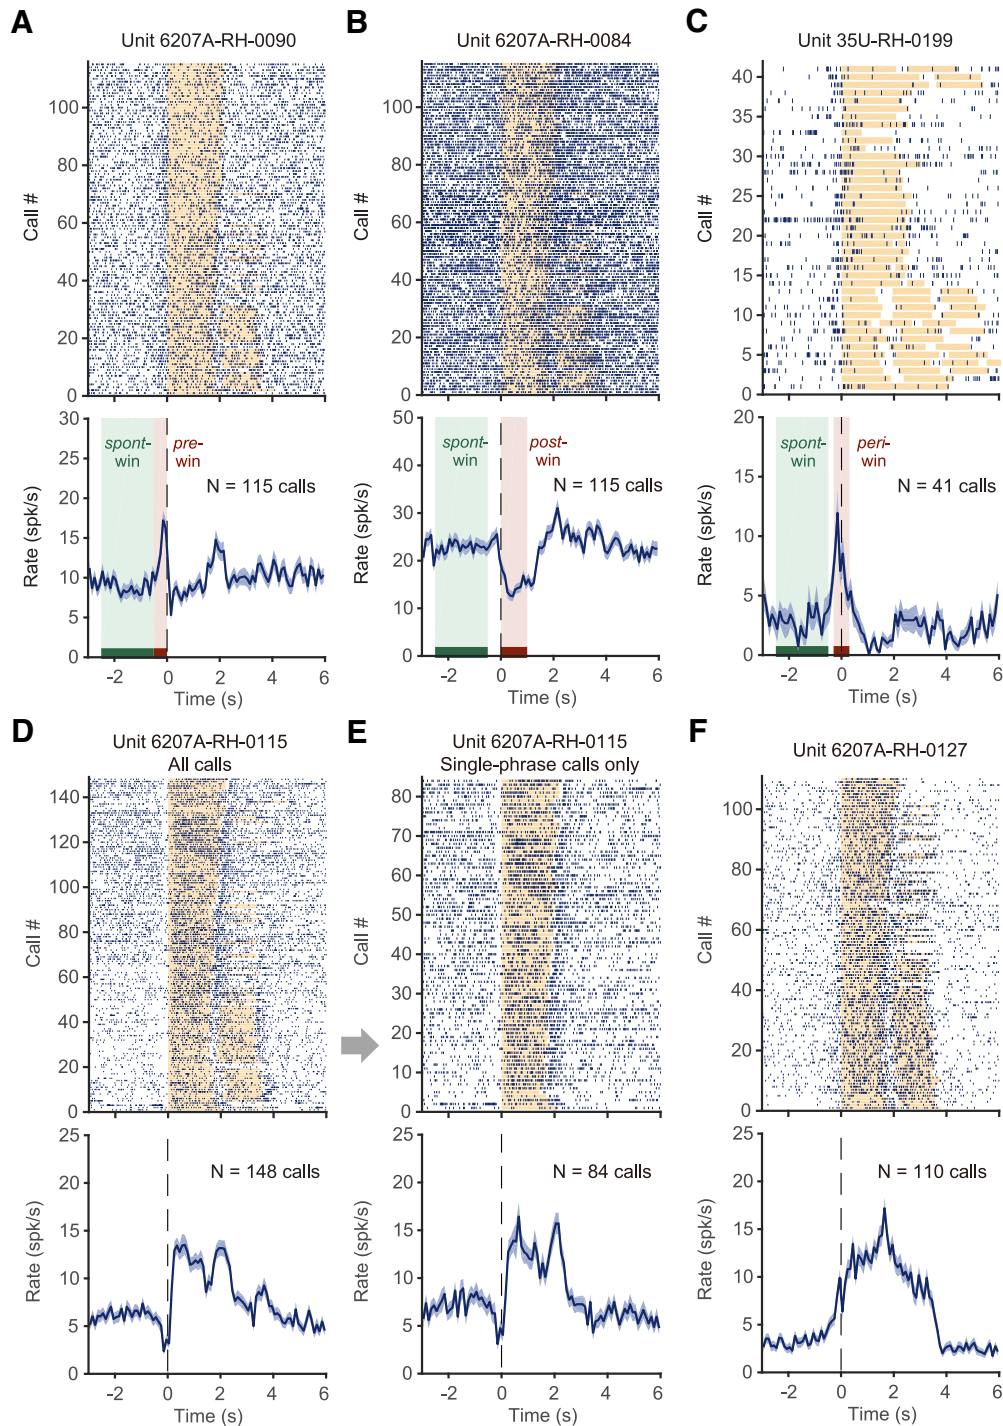 A
Unit 6207A-RH-0090
Call #
100
80
60
40
20
0
30
25
20
15
10
5
0
Rate (spk/s)
spont-
win
pre-
win
N = 115 calls
-2
0
2
4
6
Time (s)
B
Unit 6207A-RH-0084
Call #
100
80
60
40
20
0
50
40
30
20
10
0
Rate (spk/s)
spont-
win
post-
win
N = 115 calls
-2
0
2
4
6
Time (s)
C
Unit 35U-RH-0199
Call #
40
35
30
25
20
15
10
5
0
20
15
10
5
0
Rate (spk/s)
spont-
win
peri-
win
N = 41 calls
-2
0
2
4
6
Time (s)
D
Unit 6207A-RH-0115
All calls
Call #
140
120
100
80
60
40
20
0
25
20
15
10
5
0
Rate (spk/s)
N = 148 calls
-2
0
2
4
6
Time (s)
E
Unit 6207A-RH-0115
Single-phrase calls only
Call #
80
70
60
50
40
30
20
10
0
25
20
15
10
5
0
Rate (spk/s)
N = 84 calls
-2
0
2
4
6
Time (s)
F
Unit 6207A-RH-0127
Call #
100
80
60
40
20
0
25
20
15
10
5
0
Rate (spk/s)
N = 110 calls
-2
0
2
4
6
Time (s)